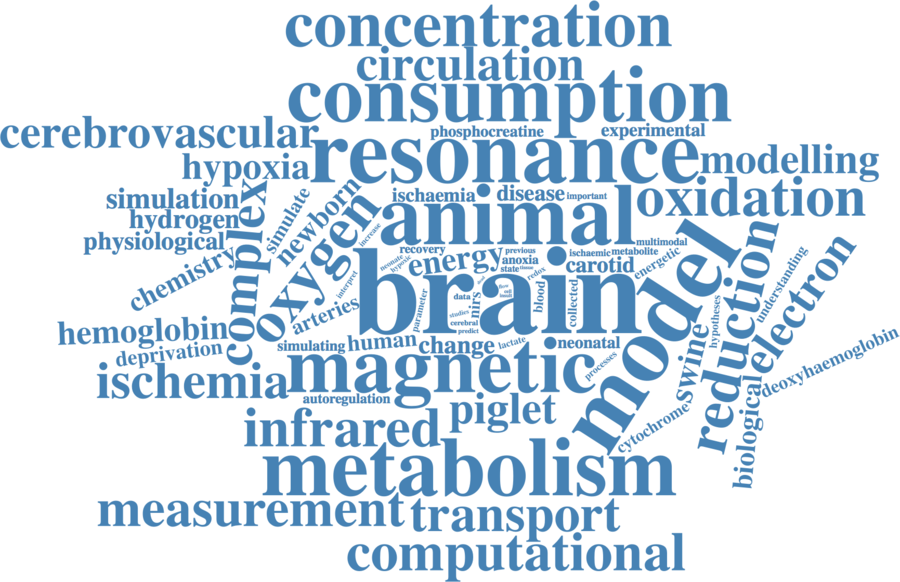 concentration
circulation
consumption
cerebrovascular
phosphocreatine
experimental
resonance
hypoxia
modelling
simulation
hydrogen
physiological
complex
simulate
newborn
ischaemia
disease
important
oxidation
animal
oxygen
increase
chemistry
multimodal
recovery
previous
ischaemic
metabolite
energy
anoxia
state
carotid
energetic
neonate
hypoxic
redox
interpret
brain
model
reduction
understanding
electron
arteries
parameter
data
nirs
blood
collected
studies
cerebral
predict
hypotheses
hemoglobin
deprivation
simulating
human
change
lactate
neonatal
processes
swine
deoxyhaemoglobin
ischemia
magnetic
autoregulation
piglet
cytochrome
biological
infrared
metabolism
measurement
transport
computational